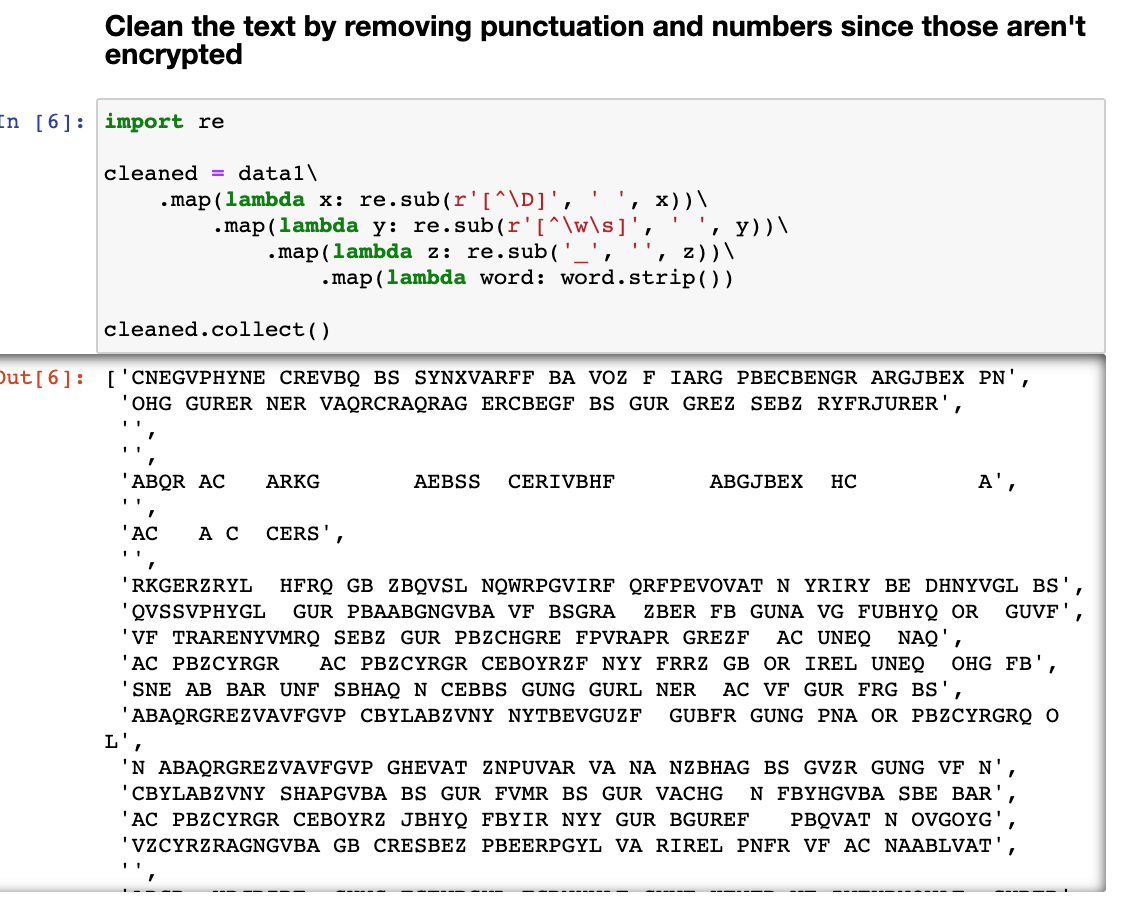 Clean the text by removing punctuation and numbers since those aren't
encrypted
In [6]:
import re
cleaned = data1\
.map(lambda x: re.sub(r'[^\D]', ' ', x))\
.map(lambda y: re.sub(r'[^\w\s]', ' ', y))\
.map(lambda z: re.sub('_', '', z))\
.map(lambda word: word.strip())
cleaned.collect()
Out[6]: ['CNEGVPHYNE CREVBQ BS SYNXVARFF BA VOZ F IARG PBECBENGR ARGJBEX PN',
'OHG GURER NER VAQRCRAQRAG ERCBEGF BS GUR GREZ SEBZ RYFRJURER',
'',
'',
'ABQR AC   ARKG       AEBSS  CERIVBHF       ABGJBEX  HC         A',
'',
'AC   A C  CERS',
'',
'RKGERZRYL  HFRQ GB ZBQVSL NQWRPGVIRF QRFPEVOVAT N YRIRY BE DHNYVGL BS',
'QVSSVPHYGL  GUR PBAABGNGVBA VF BSGRA  ZBER FB GUNA VG FUBHYQ OR  GUVF',
'VF TRARENYVMRQ SEBZ GUR PBZCHGRE FPVRAPR GREZF  AC UNEQ  NAQ',
'AC PBZCYRGR   AC PBZCYRGR CEBOYRZF NYY FRRZ GB OR IREL UNEQ  OHG FB',
'SNE AB BAR UNF SBHAQ N CEBBS GUNG GURL NER  AC VF GUR FRG BS',
'ABAQRGREZVAVFGVP CBYLABZVNY NYTBEVGUZF  GUBFR GUNG PNA OR PBZCYRGRQ O
L',
'N ABAQRGREZVAVFGVP GHEVAT ZNPUVAR VA NA NZBHAG BS GVZR GUNG VF N',
'CBYLABZVNY SHAPGVBA BS GUR FVMR BS GUR VACHG  N FBYHGVBA SBE BAR',
'AC PBZCYRGR CEBOYRZ JBHYQ FBYIR NYY GUR BGUREF   PBQVAT N OVGOYG',
'VZCYRZRAGNGVBA GB CRESBEZ PBEERPGYL VA RIREL PNFR VF AC NAABLVAT',
'',